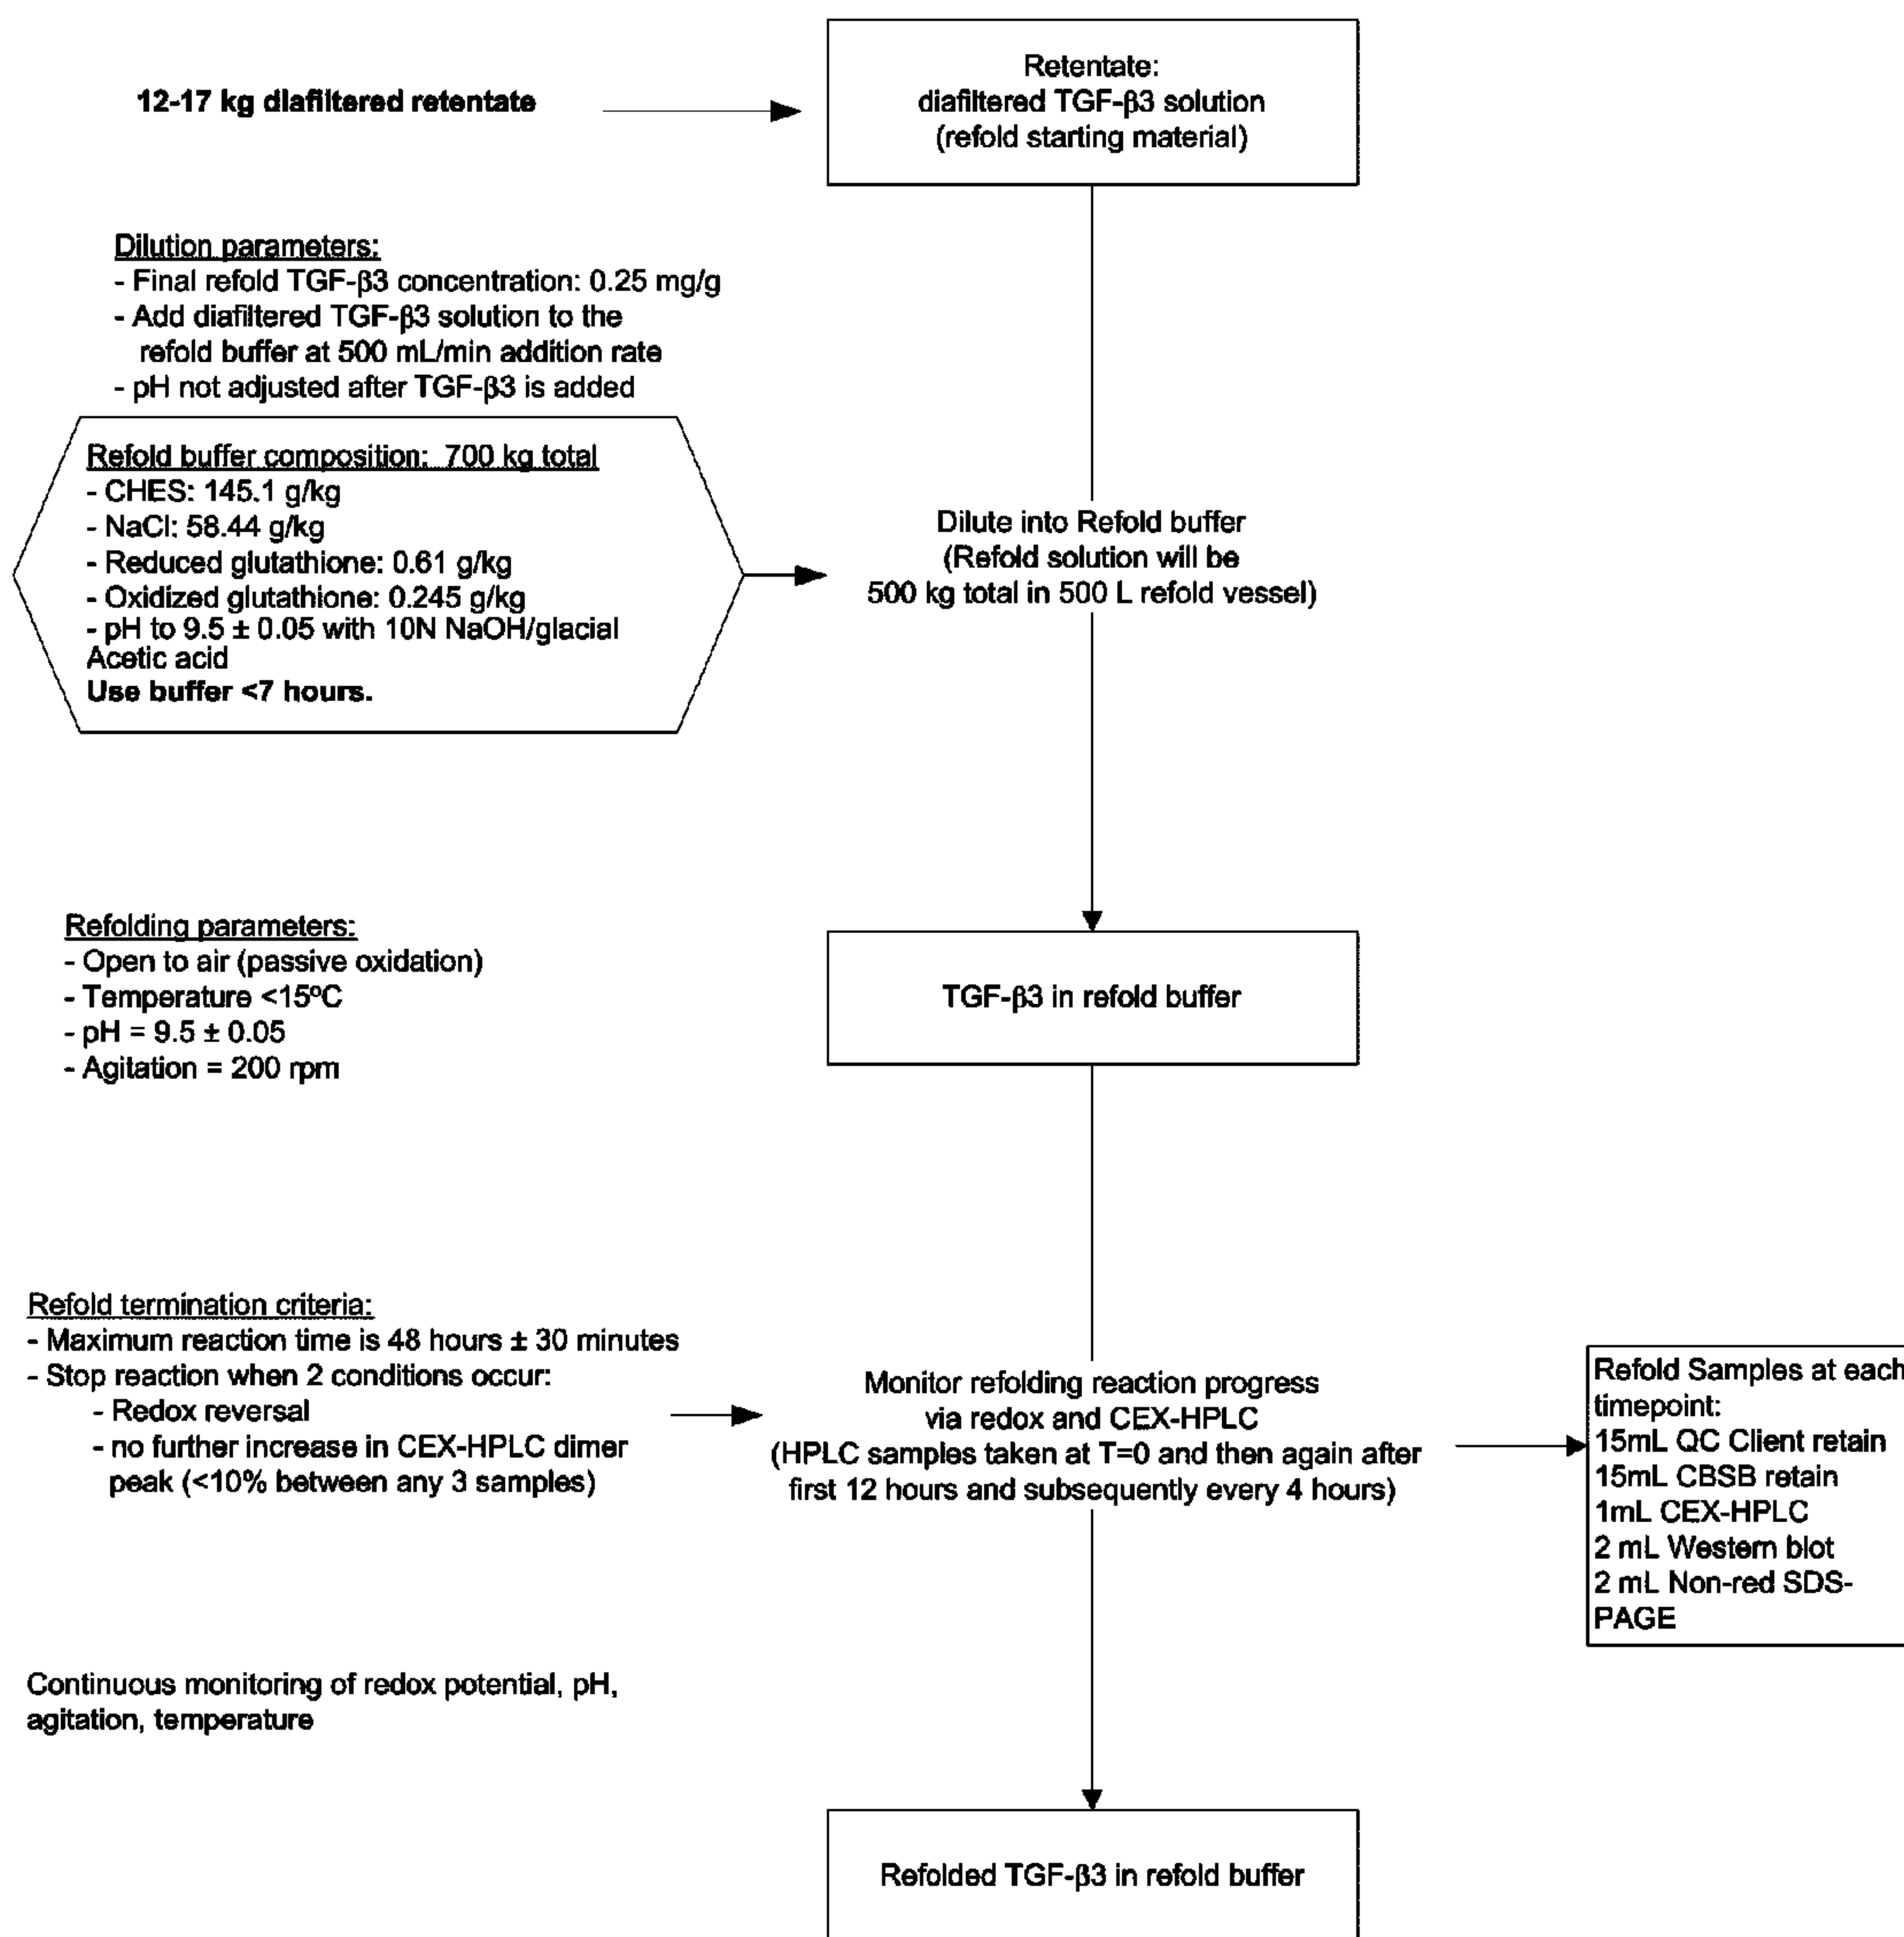 12-17 kg diafiltered retentate
Retentate:
diafiltered TGF-β3 solution
(refold starting material)
Dilution parameters:
- Final refold TGF-β3 concentration: 0.25 mg/g
- Add diafiltered TGF-β3 solution to the
refold buffer at 500 mL/min addition rate
- pH not adjusted after TGF-β3 is added
Refold buffer composition: 700 kg total
- CHES: 145.1 g/kg
- NaCl: 58.44 g/kg
- Reduced glutathione: 0.61 g/kg
- Oxidized glutathione: 0.245 g/kg
- pH to 9.5 ± 0.05 with 10N NaOH/glacial
Acetic acid
Use buffer <7 hours.
Dilute into Refold buffer
(Refold solution will be
500 kg total in 500 L refold vessel)
Refolding parameters:
- Open to air (passive oxidation)
- Temperature <15ºC
- pH = 9.5 ± 0.05
- Agitation = 200 rpm
TGF-β3 in refold buffer
Refold termination criteria:
- Maximum reaction time is 48 hours ± 30 minutes
- Stop reaction when 2 conditions occur:
- Redox reversal
- no further increase in CEX-HPLC dimer
peak (<10% between any 3 samples)
Monitor refolding reaction progress
via redox and CEX-HPLC
(HPLC samples taken at T=0 and then again after
first 12 hours and subsequently every 4 hours)
Refold Samples at each
timepoint:
15mL QC Client retain
15mL CBSB retain
1mL CEX-HPLC
2 mL Western blot
2 mL Non-red SDS-
PAGE
Continuous monitoring of redox potential, pH,
agitation, temperature
Refolded TGF-β3 in refold buffer